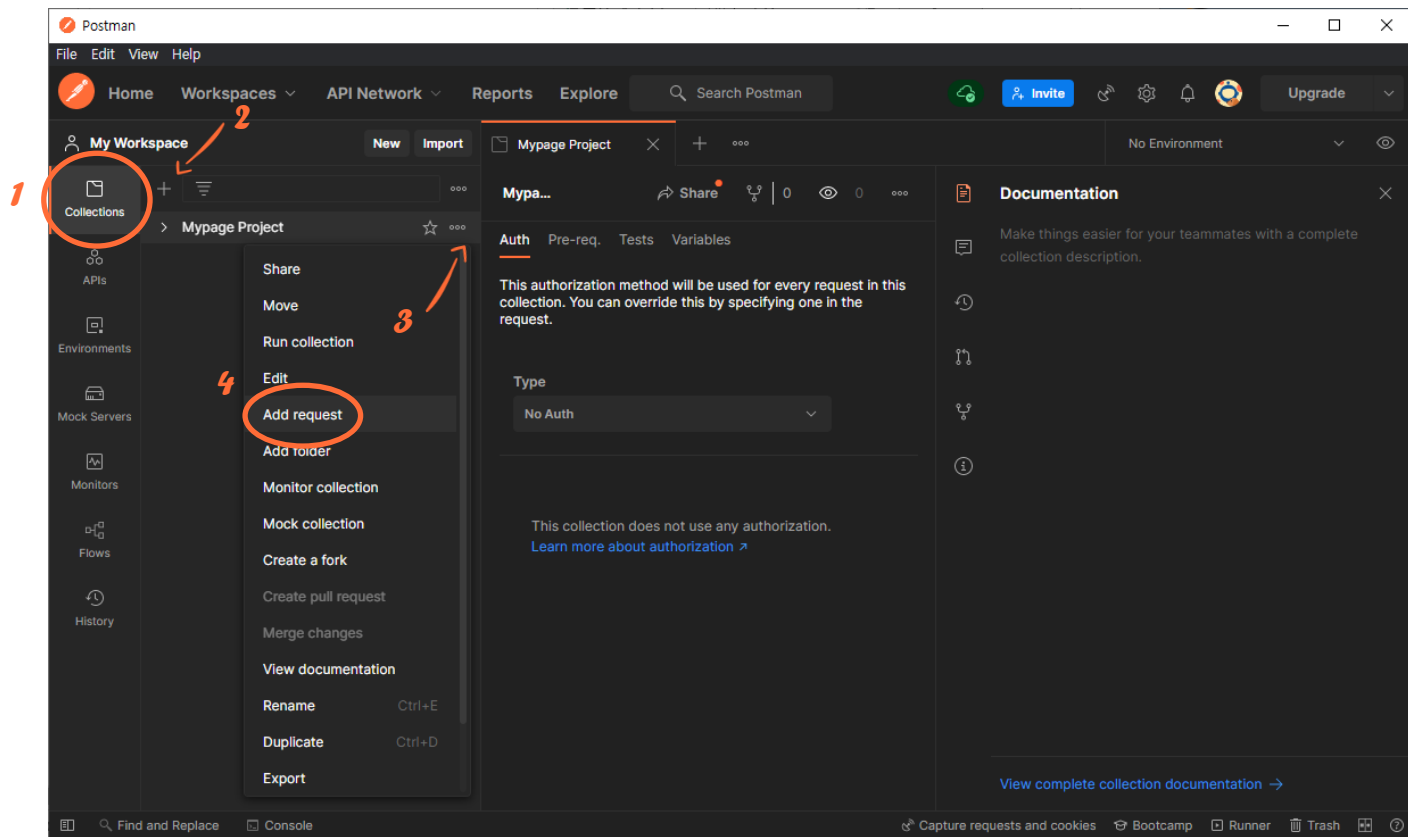 Postman
File Edit View Help
Home Workspaces API Network Reports Explore Search Postman Invite Upgrade
2
My Workspace New Import Mypage Project No Environment
1
Collections
Mypa... Share 0 0 Documentation
Mypage Project
Make things easier for your teammates with a complete
collection description.
Auth Pre-req. Tests Variables
APIs
Share
This authorization method will be used for every request in this
collection. You can override this by specifying one in the
request.
Move
3
Run collection
Environments
Edit
4
Type
Add request
No Auth
Mock Servers
Add folder
Monitors
Monitor collection
Mock collection
This collection does not use any authorization.
Learn more about authorization ↗
Flows
Create a fork
Create pull request
History
Merge changes
View documentation
Rename Ctrl+E
Duplicate Ctrl+D
Export
View complete collection documentation →
Find and Replace Console Capture requests and cookies Bootcamp Runner Trash